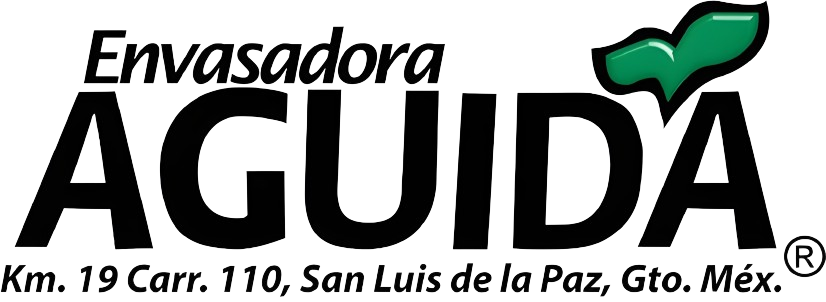 Envasadora
AGUIDA
Km. 19 Carr. 110, San Luis de la Paz, Gto. Méx. ®